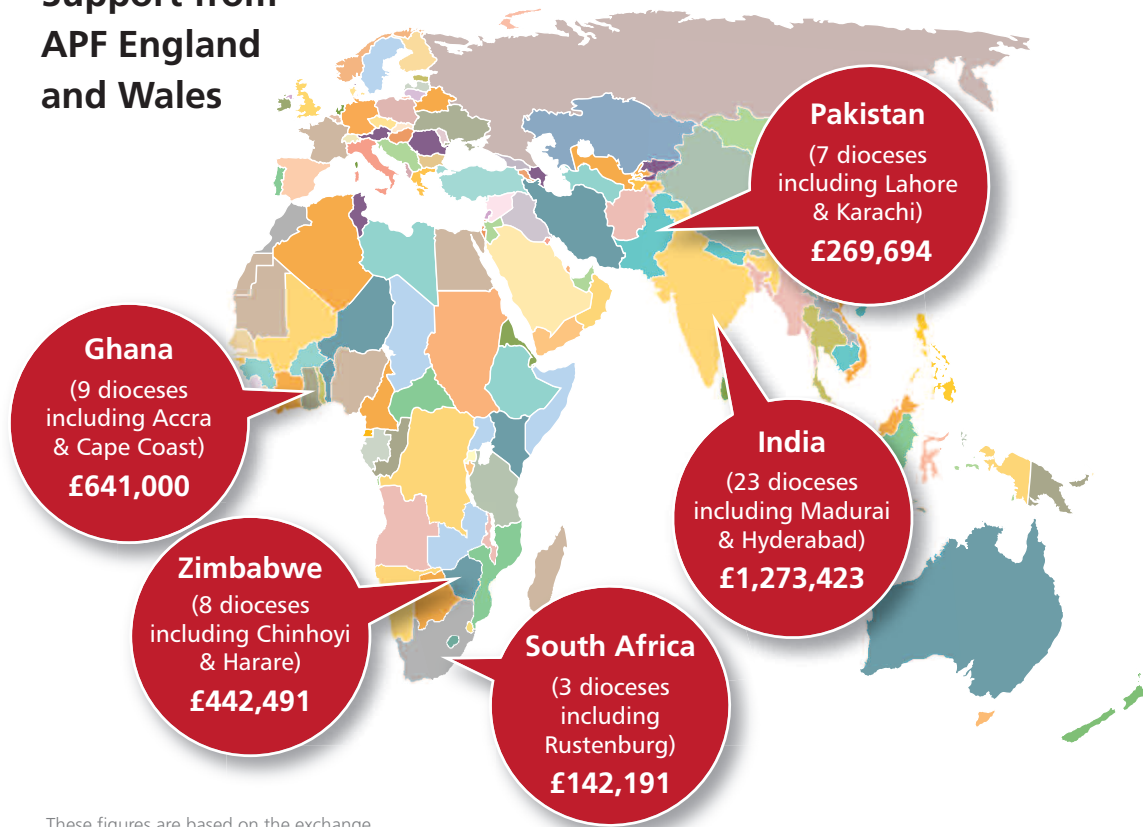 Support from
APF England
and Wales
Pakistan
(7 dioceses
including Lahore
& Karachi)
£269,694
Ghana
(9 dioceses
including Accra
& Cape Coast)
£641,000
India
(23 dioceses
including Madurai
& Hyderabad)
£1,273,423
Zimbabwe
(8 dioceses
including Chinhoyi
& Harare)
£442,491
South Africa
(3 dioceses
including
Rustenburg)
£142,191
These figures are based on the exchange